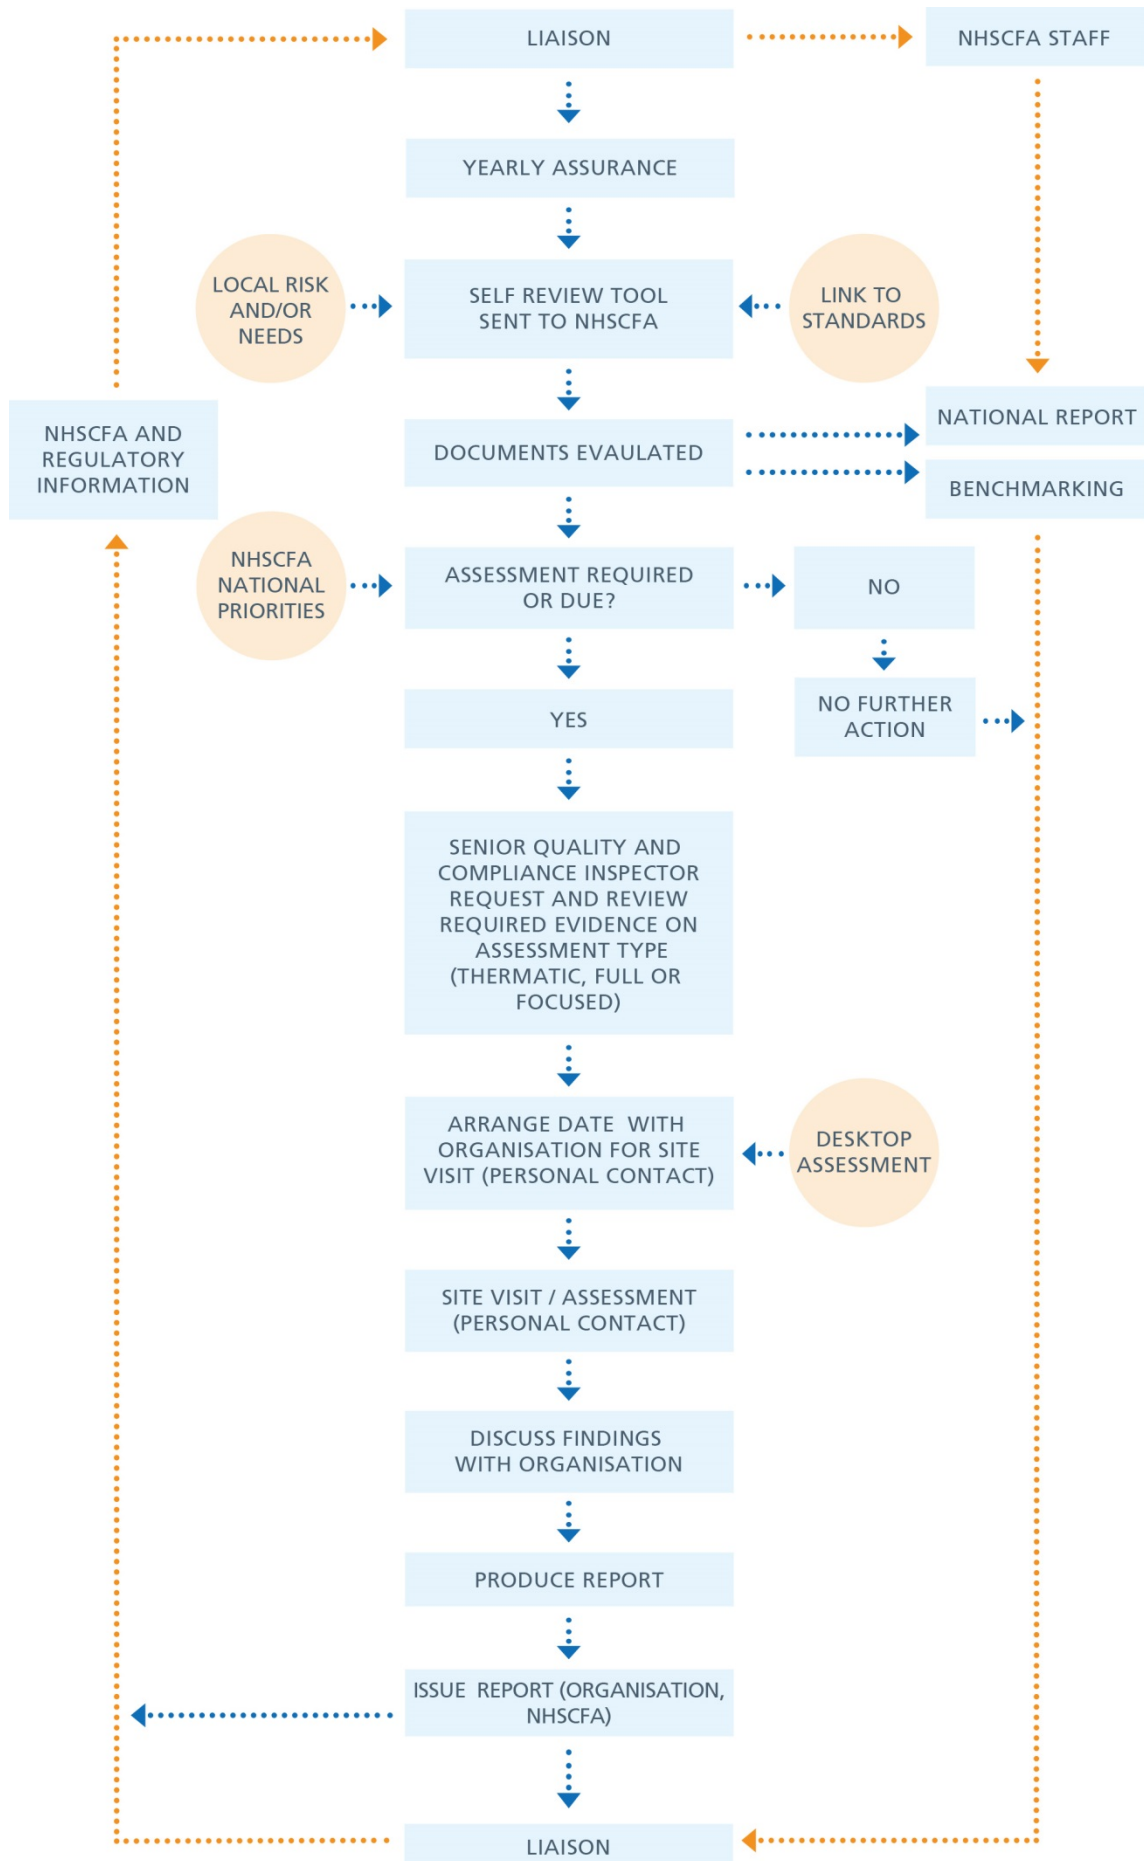 LIAISON
NHSCFA STAFF
YEARLY ASSURANCE
LOCAL RISK
AND/OR
NEEDS
SELF REVIEW TOOL
SENT TO NHSCFA
LINK TO
STANDARDS
NHSCFA AND
REGULATORY
INFORMATION
DOCUMENTS EVAULATED
NATIONAL REPORT
BENCHMARKING
NHSCFA
NATIONAL
PRIORITIES
ASSESSMENT REQUIRED
OR DUE?
NO
YES
NO FURTHER
ACTION
SENIOR QUALITY AND
COMPLIANCE INSPECTOR
REQUEST AND REVIEW
REQUIRED EVIDENCE ON
ASSESSMENT TYPE
(THERMATIC, FULL OR
FOCUSED)
ARRANGE DATE WITH
ORGANISATION FOR SITE
VISIT (PERSONAL CONTACT)
DESKTOP
ASSESSMENT
SITE VISIT / ASSESSMENT
(PERSONAL CONTACT)
DISCUSS FINDINGS
WITH ORGANISATION
PRODUCE REPORT
ISSUE REPORT (ORGANISATION,
NHSCFA)
LIAISON